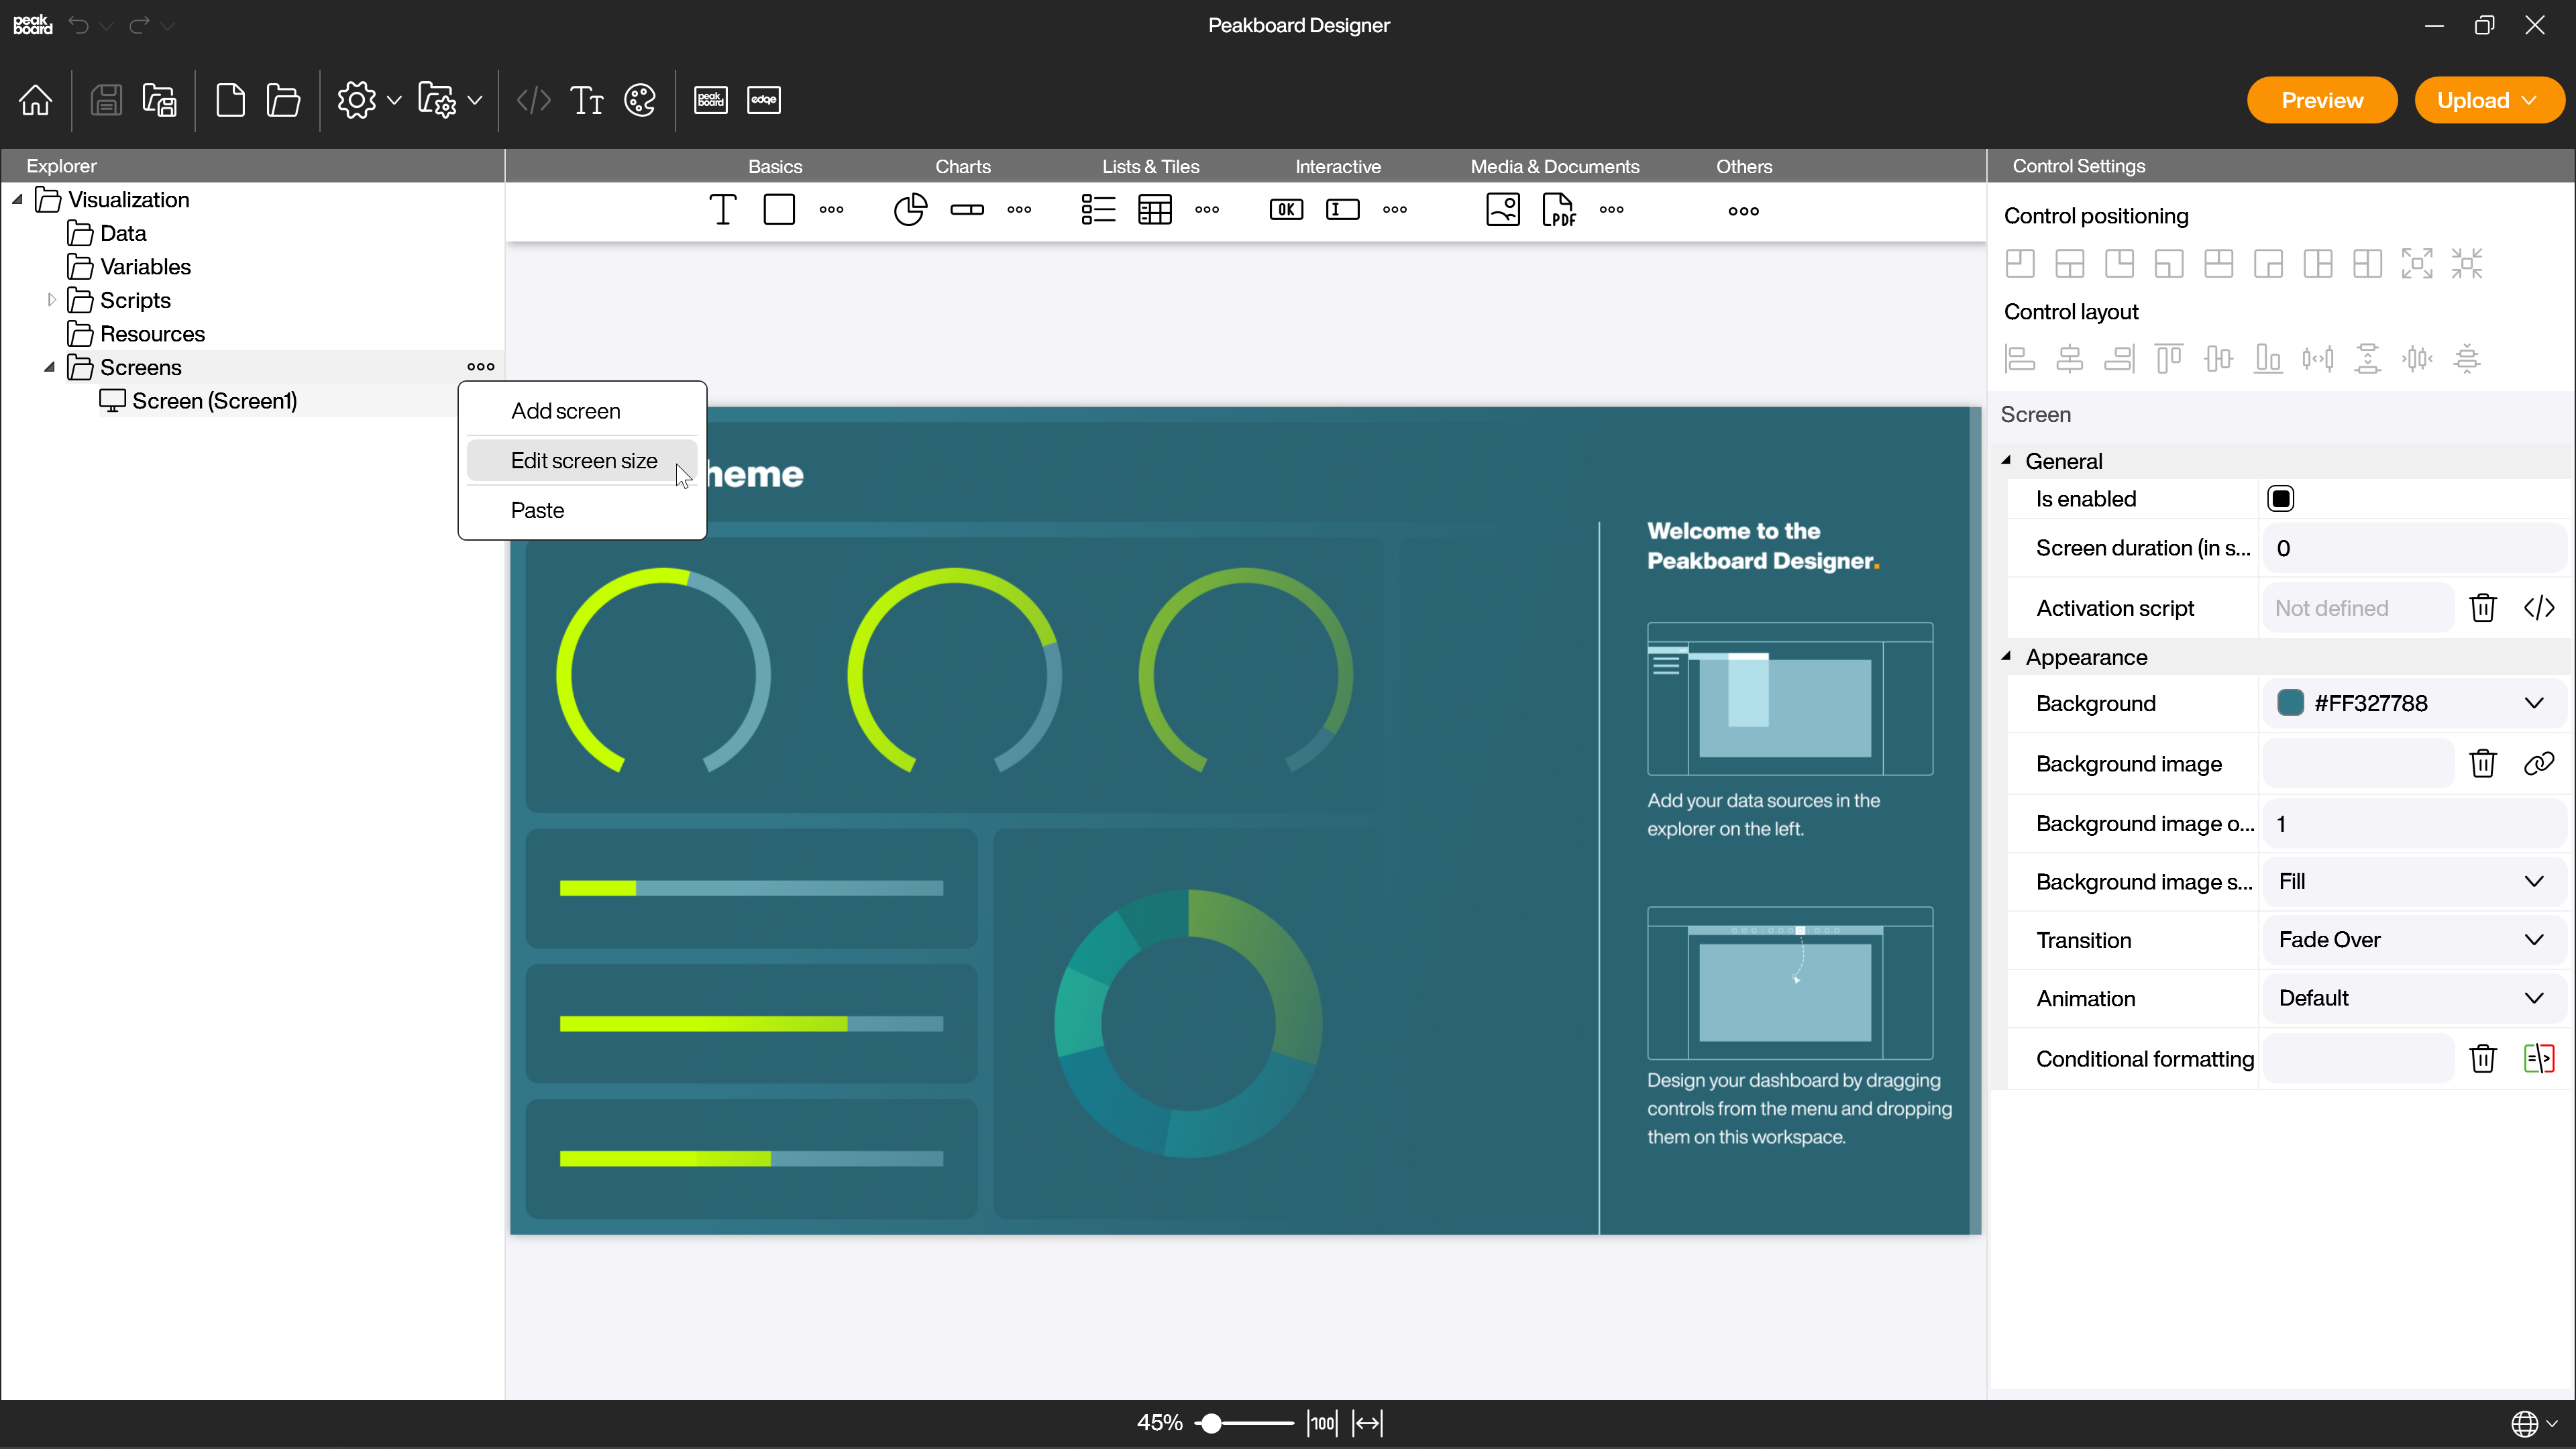 peak
board
Peakboard Designer
peak
board
edge
Preview
Upload
Explorer
Basics
Charts
Lists & Tiles
Interactive
Media & Documents
Others
Control Settings
Visualization
Data
Variables
Scripts
Resources
Screens
Screen (Screen1)
OK
I
PDF
Add screen
Edit screen size
Paste
heme
Welcome to the
Peakboard Designer.
Add your data sources in the
explorer on the left.
Design your dashboard by dragging
controls from the menu and dropping
them on this workspace.
Control positioning
Control layout
Screen
General
Is enabled
Screen duration (in s...
0
Activation script
Not defined
Appearance
Background
#FF327788
Background image
Background image o...
1
Background image s...
Fill
Transition
Fade Over
Animation
Default
Conditional formatting
45%
100